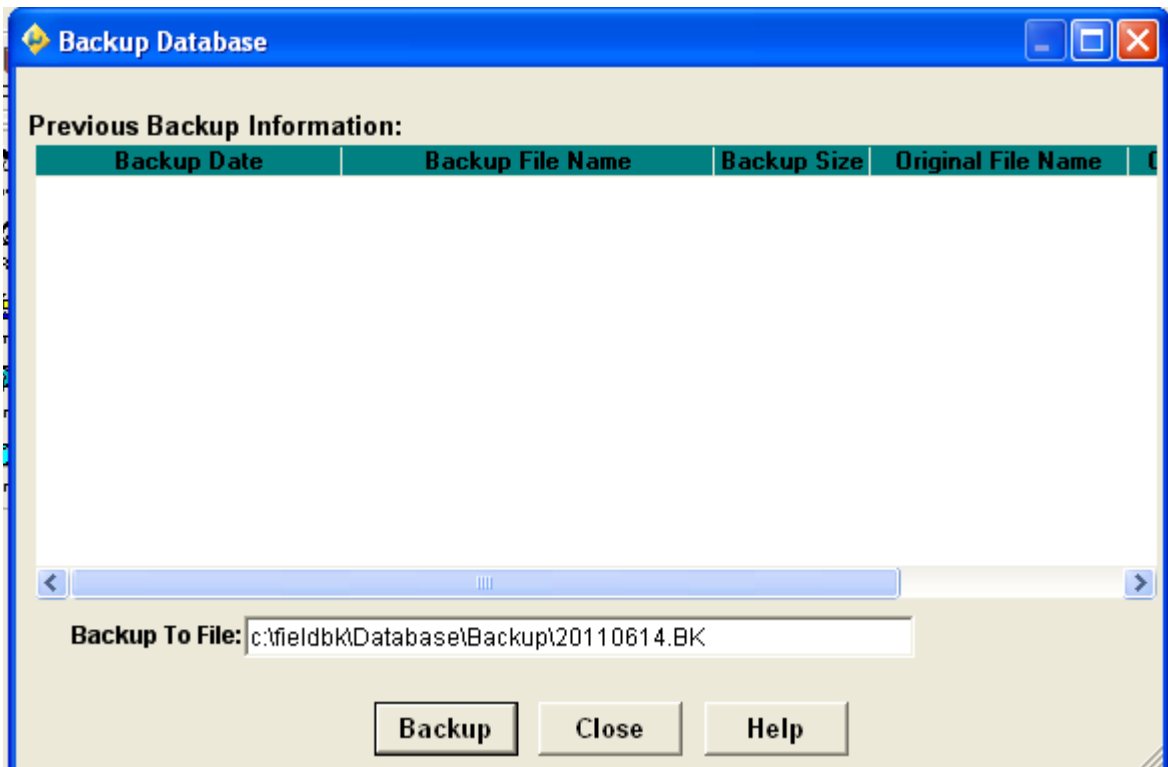 Backup Database
Previous Backup Information:
Backup Date Backup File Name Backup Size Original File Name
Backup To File: c:\fieldbk\Database\Backup\20110614.BK
Backup Close Help